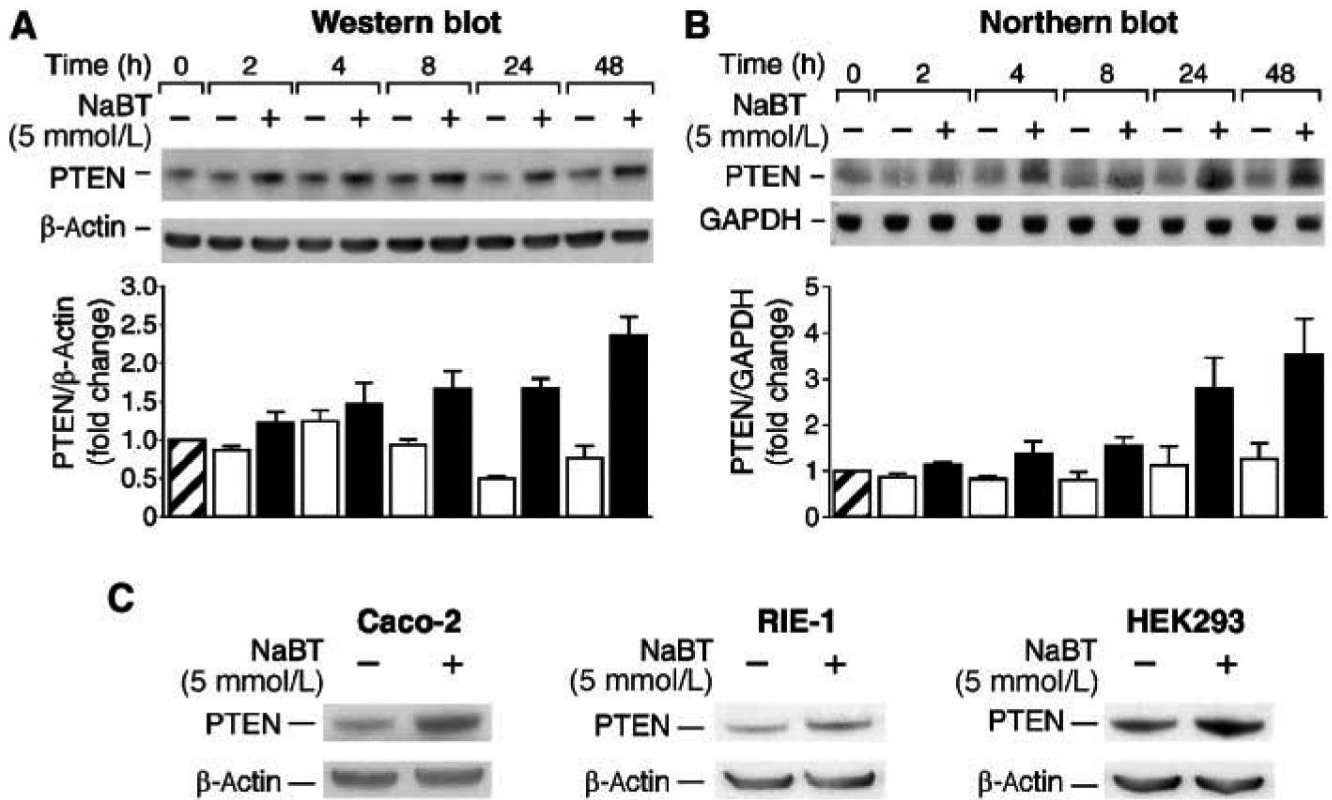 A
Western blot
Time (h) 0 2 4 8 24 48
NaBT
(5 mmol/L) − − + − + − + − + − +
PTEN −
β-Actin −
PTEN/β-Actin
(fold change)
3.0
2.5
2.0
1.5
1.0
0.5
0
B
Northern blot
Time (h) 0 2 4 8 24 48
NaBT
(5 mmol/L) − − + − + − + − + − +
PTEN −
GAPDH −
PTEN/GAPDH
(fold change)
5
4
3
2
1
0
C
Caco-2
NaBT
(5 mmol/L) − +
PTEN —
β-Actin —
RIE-1
NaBT
(5 mmol/L) − +
PTEN —
β-Actin —
HEK293
NaBT
(5 mmol/L) − +
PTEN —
β-Actin —